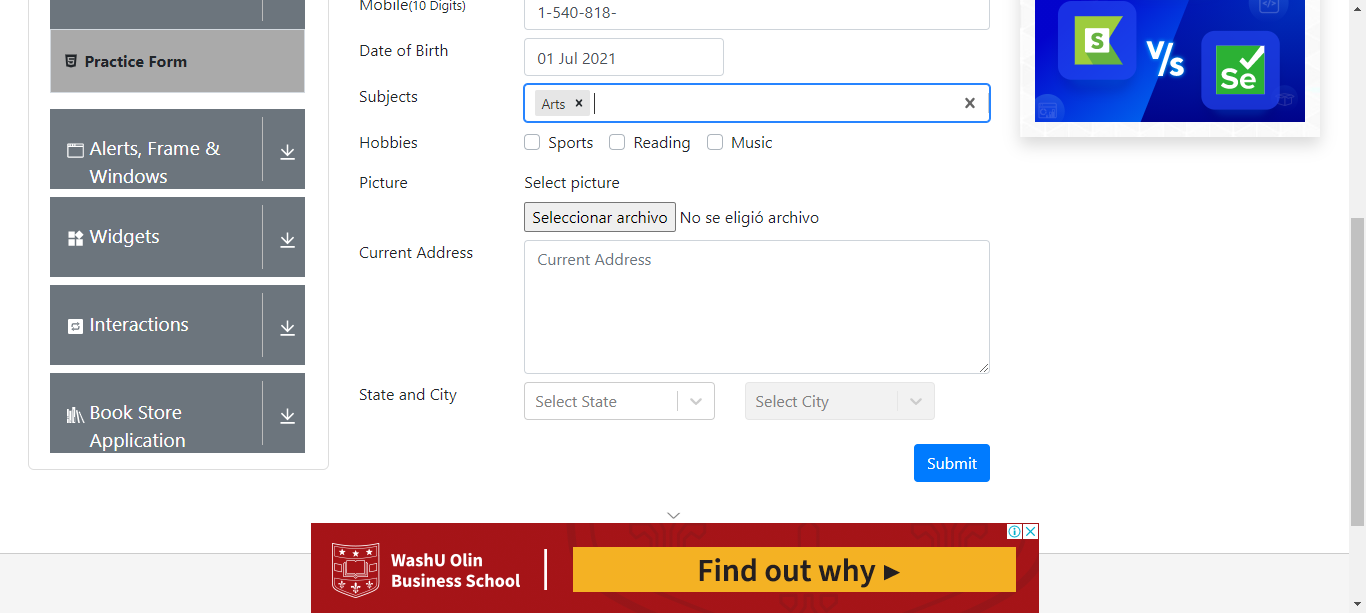 Practice Form
Alerts, Frame &
Windows
Widgets
Interactions
Book Store
Application
Mobile(10 Digits)
1-540-818-
Date of Birth
01 Jul 2021
Subjects
Arts ×
Hobbies
Sports
Reading
Music
Picture
Select picture
Seleccionar archivo No se eligió archivo
Current Address
Current Address
State and City
Select State
Select City
Submit
S
V/s
Se
WashU Olin
Business School
Find out why ►